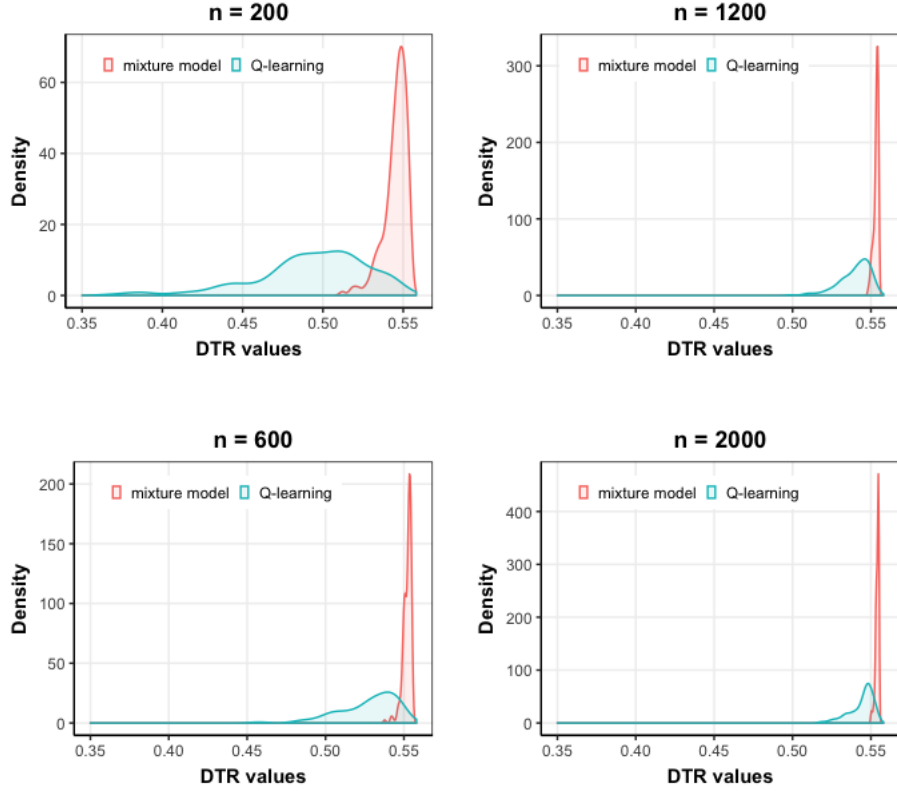 n = 200
mixture model Q-learning
Density
60
40
20
0
0.35 0.40 0.45 0.50 0.55
DTR values
n = 1200
mixture model Q-learning
Density
300
200
100
0
0.35 0.40 0.45 0.50 0.55
DTR values
n = 600
mixture model Q-learning
Density
200
150
100
50
0
0.35 0.40 0.45 0.50 0.55
DTR values
n = 2000
mixture model Q-learning
Density
400
300
200
100
0
0.35 0.40 0.45 0.50 0.55
DTR values